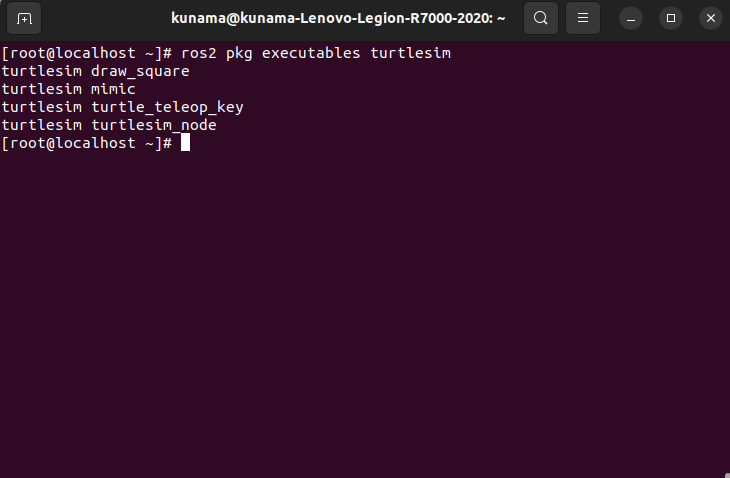 kunama@kunama-Lenovo-Legion-R7000-2020: ~
[root@localhost ~]# ros2 pkg executables turtlesim
turtlesim draw_square
turtlesim mimic
turtlesim turtle_teleop_key
turtlesim turtlesim_node
[root@localhost ~]#